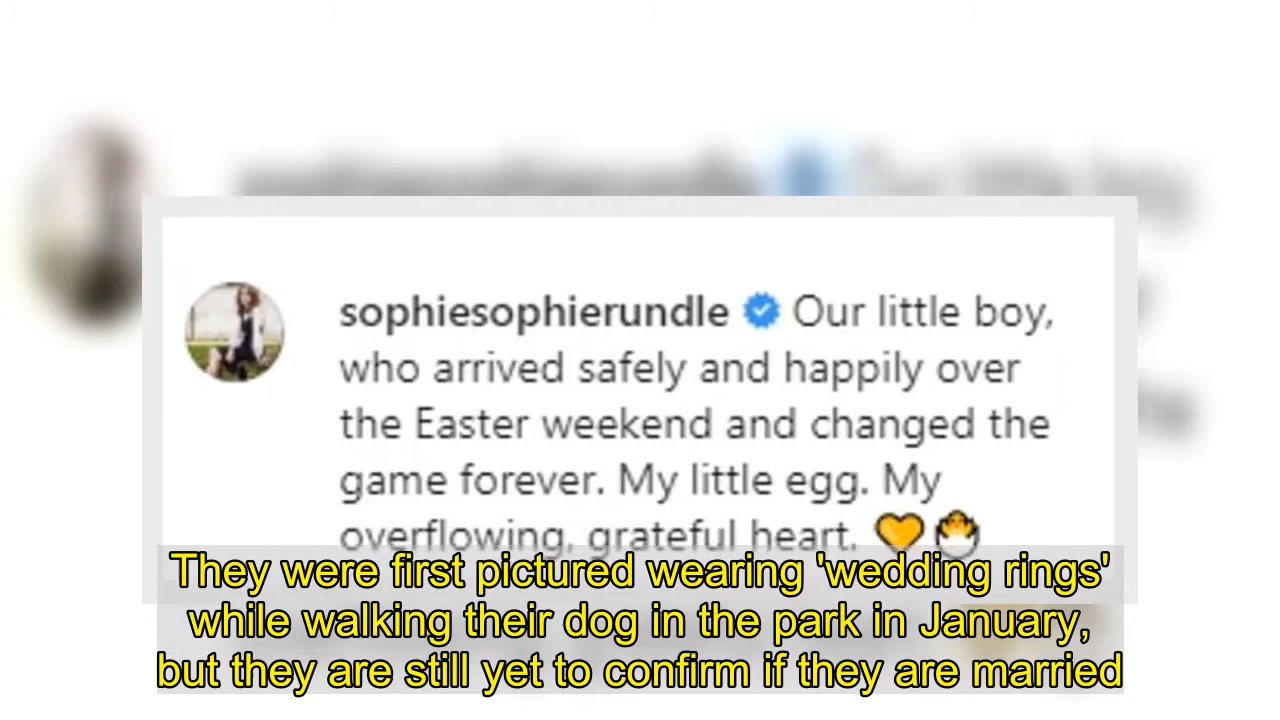 sophiesophierundle Our little boy,
who arrived safely and happily over
the Easter weekend and changed the
game forever. My little egg. My
overflowing, grateful heart. 🧡 🐣
They were first pictured wearing 'wedding rings'
while walking their dog in the park in January,
but they are still yet to confirm if they are married